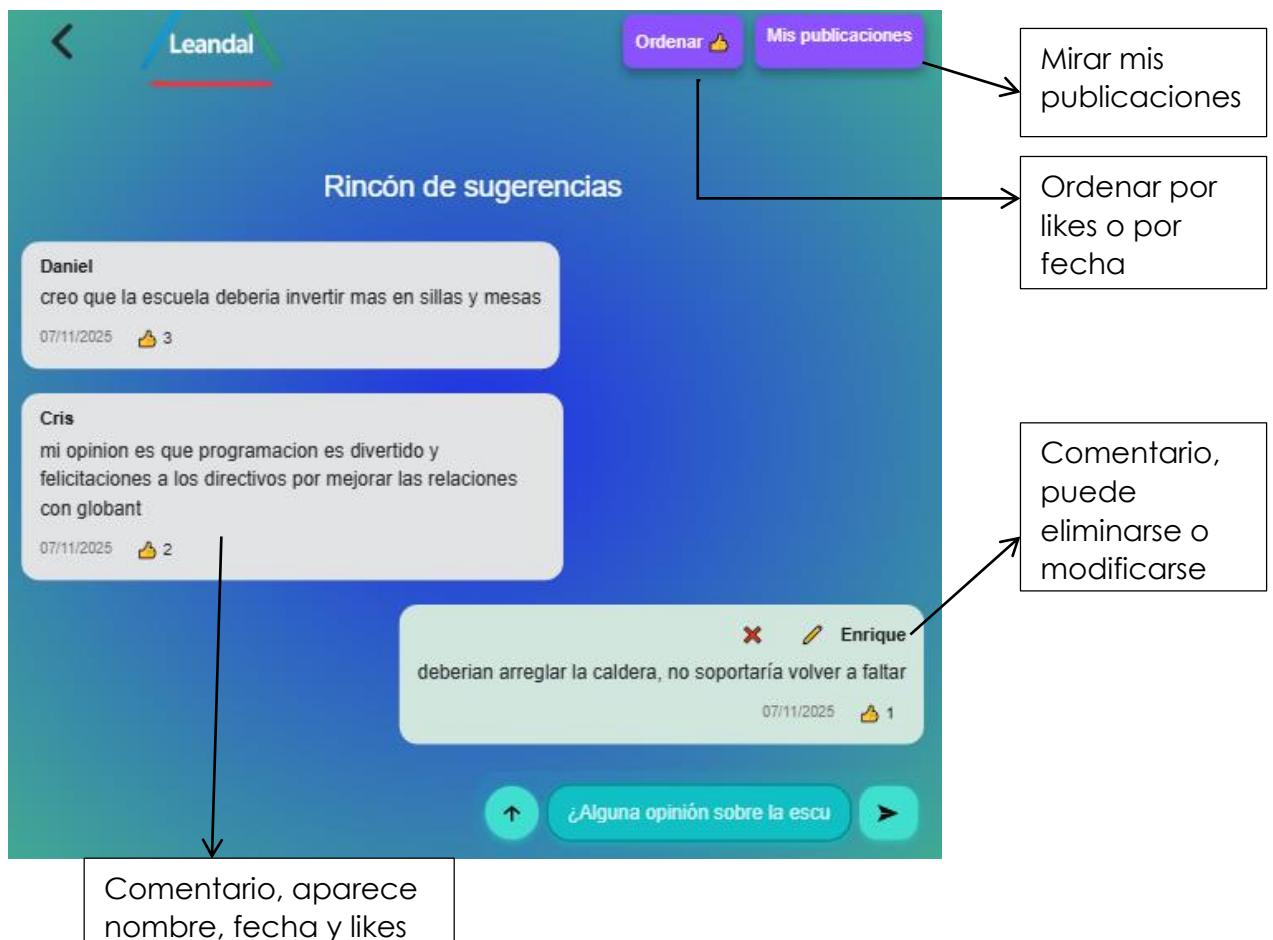 Leandal
Ordenar 👍
Mis publicaciones
Mirar mis
publicaciones
Rincón de sugerencias
Ordenar por
likes o por
fecha
Daniel
creo que la escuela deberia invertir mas en sillas y mesas
07/11/2025 👍 3
Cris
mi opinion es que programacion es divertido y
felicitaciones a los directivos por mejorar las relaciones
con globant
07/11/2025 👍 2
Comentario,
puede
eliminarse o
modificarse
❌ ✏️ Enrique
deberian arreglar la caldera, no soportaría volver a faltar
07/11/2025 👍 1
¿Alguna opinión sobre la escu
Comentario, aparece
nombre, fecha y likes